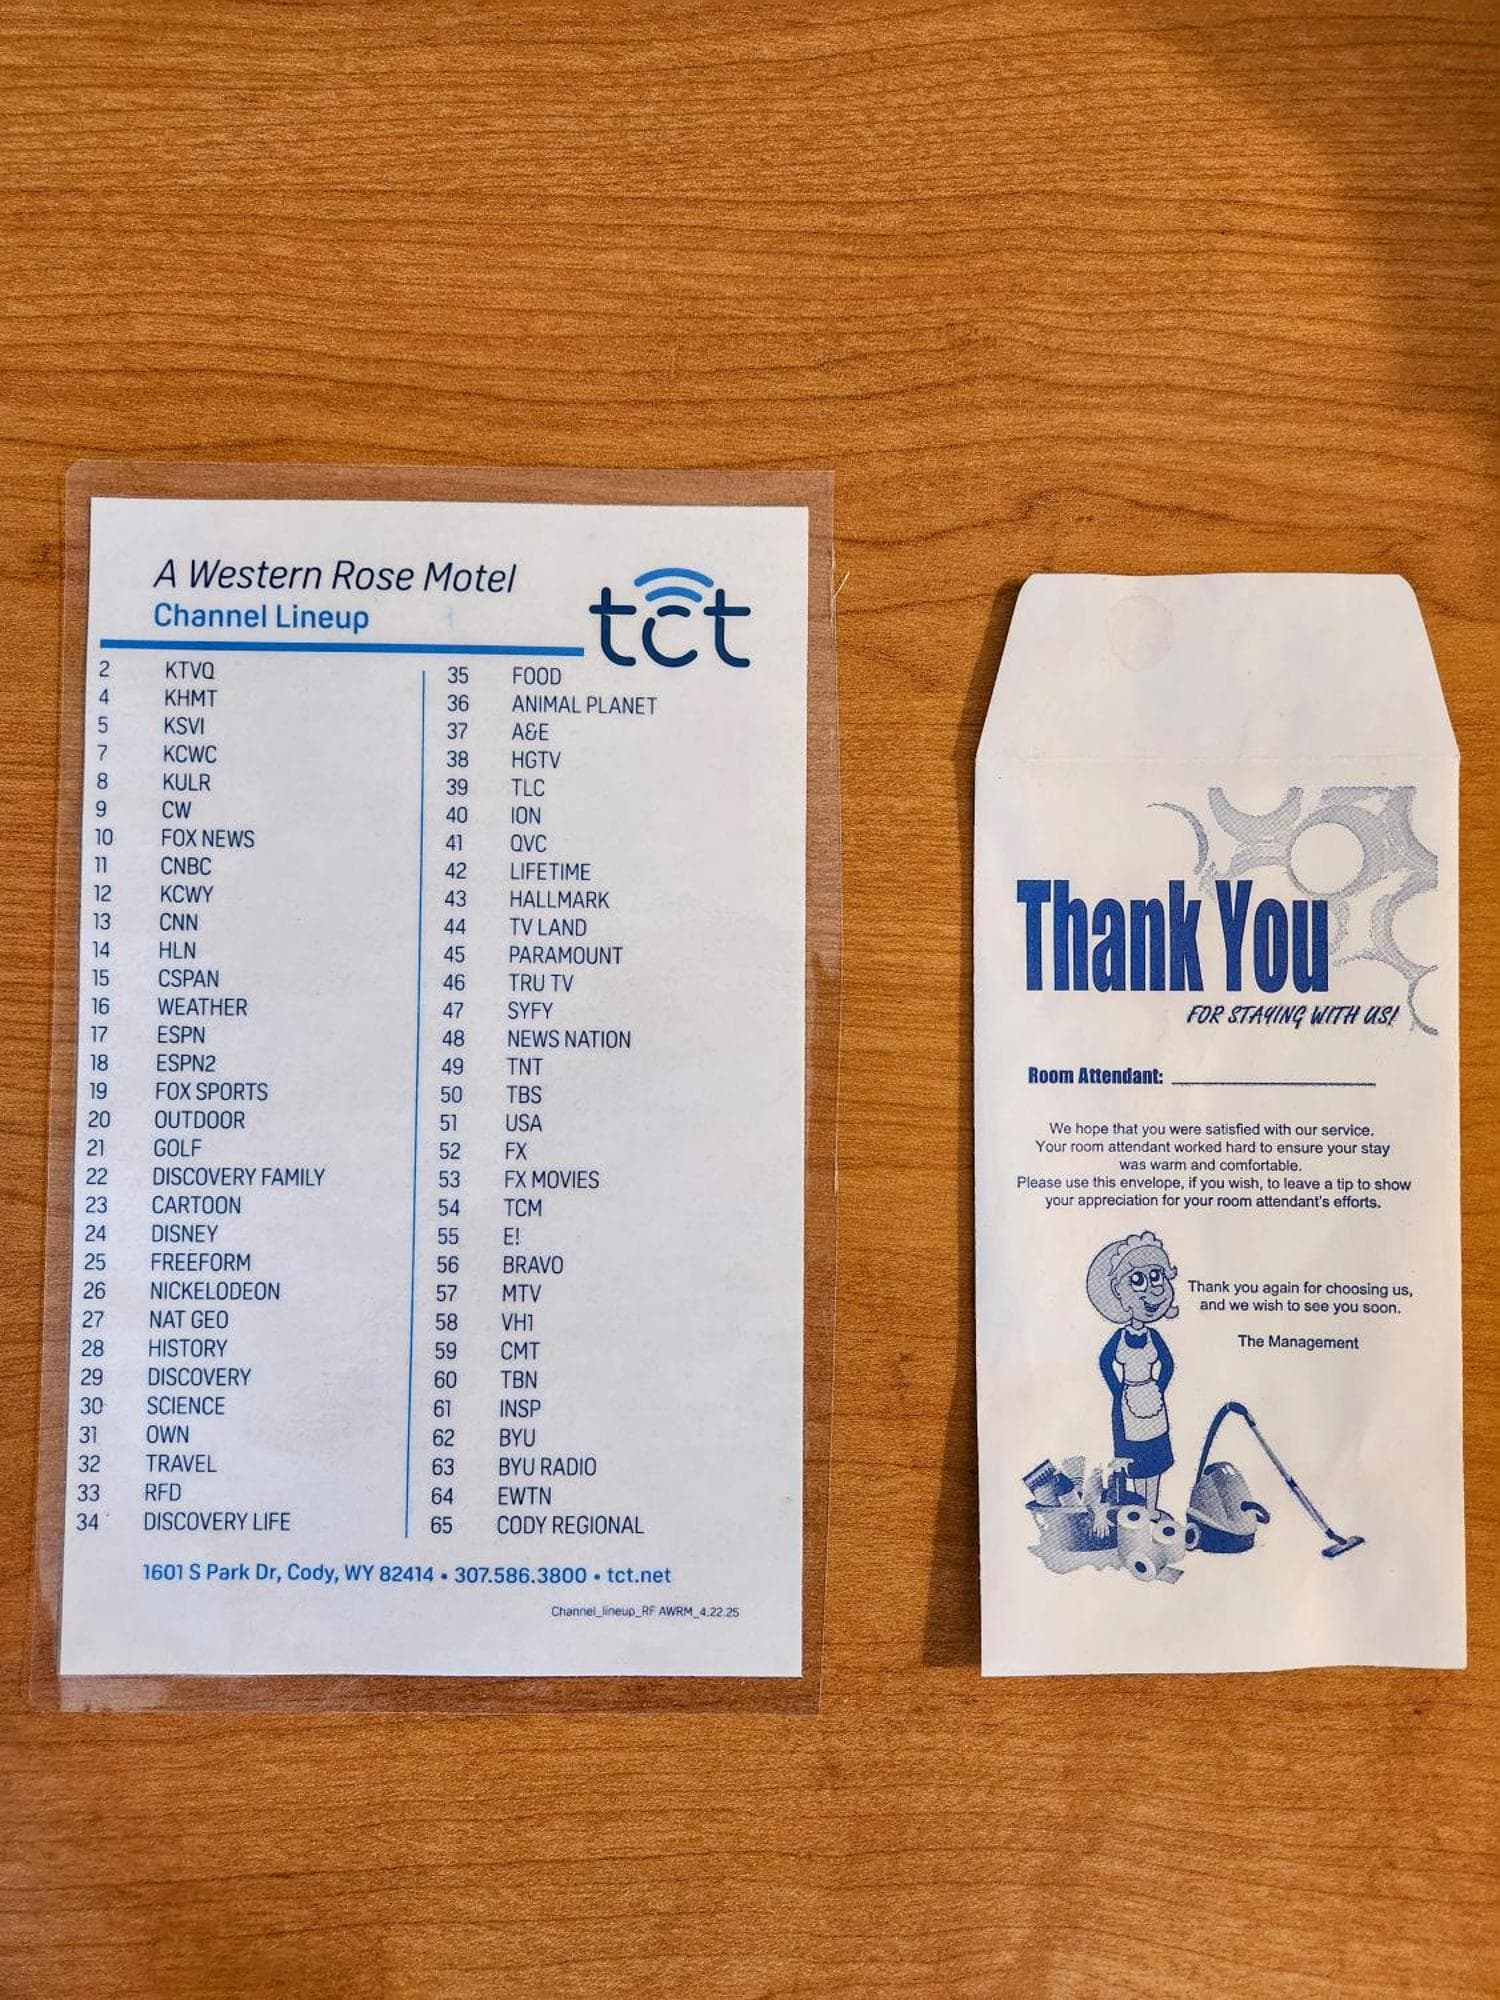 A Western Rose Motel
Channel Lineup
tct
2 KTVQ
4 KHMT
5 KSVI
7 KCWC
8 KULR
9 CW
10 FOX NEWS
11 CNBC
12 KCWY
13 CNN
14 HLN
15 CSPAN
16 WEATHER
17 ESPN
18 ESPN2
19 FOX SPORTS
20 OUTDOOR
21 GOLF
22 DISCOVERY FAMILY
23 CARTOON
24 DISNEY
25 FREEFORM
26 NICKELODEON
27 NAT GEO
28 HISTORY
29 DISCOVERY
30 SCIENCE
31 OWN
32 TRAVEL
33 RFD
34 DISCOVERY LIFE
35 FOOD
36 ANIMAL PLANET
37 A&E
38 HGTV
39 TLC
40 ION
41 QVC
42 LIFETIME
43 HALLMARK
44 TV LAND
45 PARAMOUNT
46 TRU TV
47 SYFY
48 NEWS NATION
49 TNT
50 TBS
51 USA
52 FX
53 FX MOVIES
54 TCM
55 E!
56 BRAVO
57 MTV
58 VH1
59 CMT
60 TBN
61 INSP
62 BYU
63 BYU RADIO
64 EWTN
65 CODY REGIONAL
1601 S Park Dr, Cody, WY 82414 • 307.586.3800 • tct.net
Channel_lineup_RF AWRM_4.22.25
Thank You
FOR STAYING WITH US!
Room Attendant:
We hope that you were satisfied with our service.
Your room attendant worked hard to ensure your stay
was warm and comfortable.
Please use this envelope, if you wish, to leave a tip to show
your appreciation for your room attendant's efforts.
Thank you again for choosing us,
and we wish to see you soon.
The Management